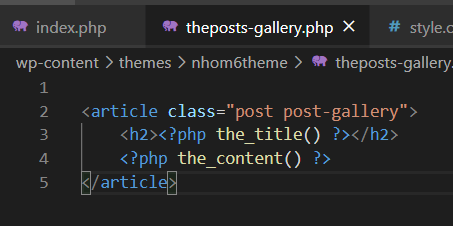 index.php theposts-gallery.php style.c
wp-content > themes > nhom6theme > theposts-gallery.
1
2 <article class="post post-gallery">
3 <h2><?php the_title() ?></h2>
4 <?php the_content() ?>
5 </article>